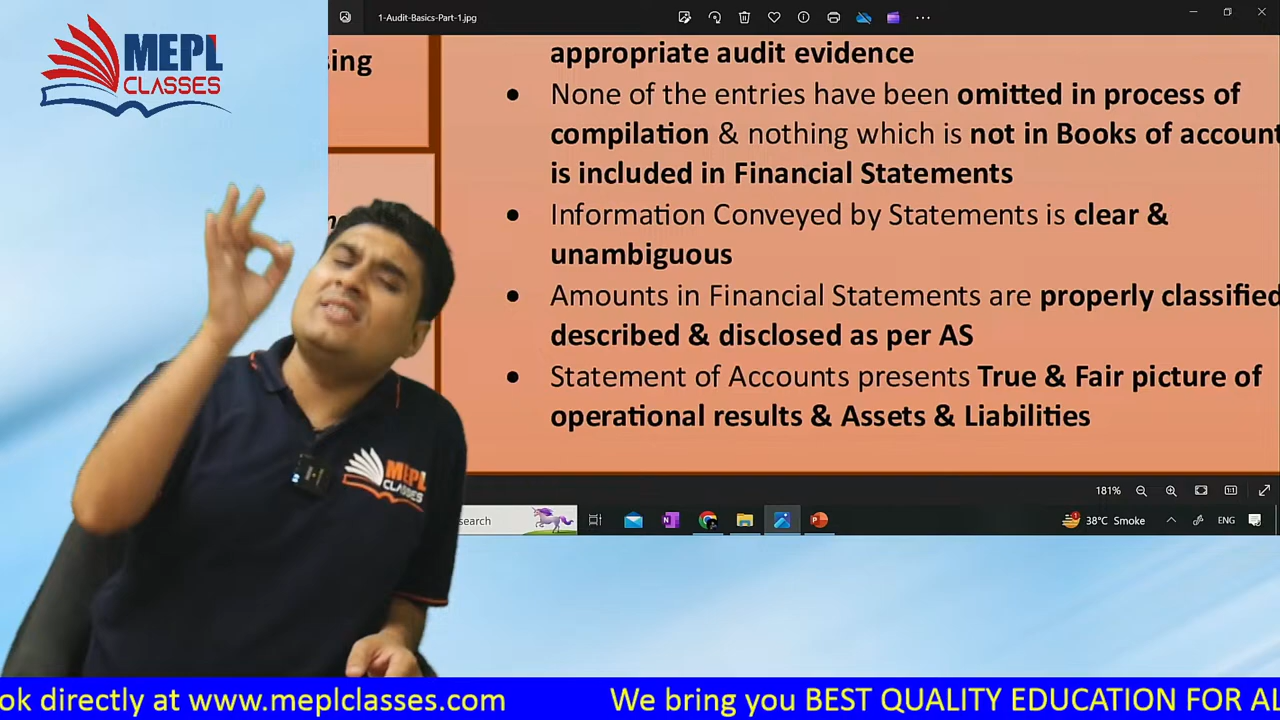 MEPL
CLASSES
1-Audit-Basics-Part-1.jpg
appropriate audit evidence
None of the entries have been omitted in process of
compilation & nothing which is not in Books of account
is included in Financial Statements
Information Conveyed by Statements is clear &
unambiguous
Amounts in Financial Statements are properly classified
described & disclosed as per AS
Statement of Accounts presents True & Fair picture of
operational results & Assets & Liabilities
MEPL
CLASSES
181%
1:1
search
38°C Smoke
ENG
ok directly at www.meplclasses.com We bring you BEST QUALITY EDUCATION FOR AL